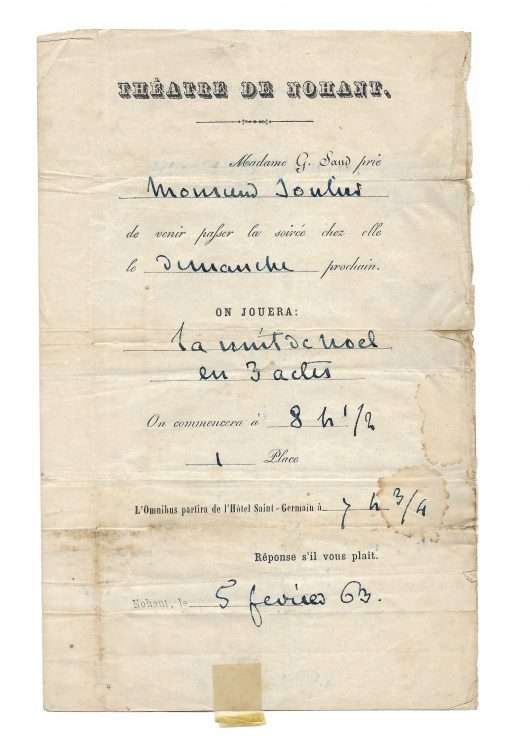 THÉATRE DE NOHANT.
Madame G. Sand prie
Monsieur Soulier
de venir passer la soirée chez elle
le Dimanche prochain.
ON JOUERA:
la nuit de noel
en 3 actes
On commencera à 8 h 1/2
1 Place
L'Omnibus partira de l'Hôtel Saint-Germain à 7 h 3/4
Réponse s'il vous plait.
Nohant, le 5 fevrier 63.